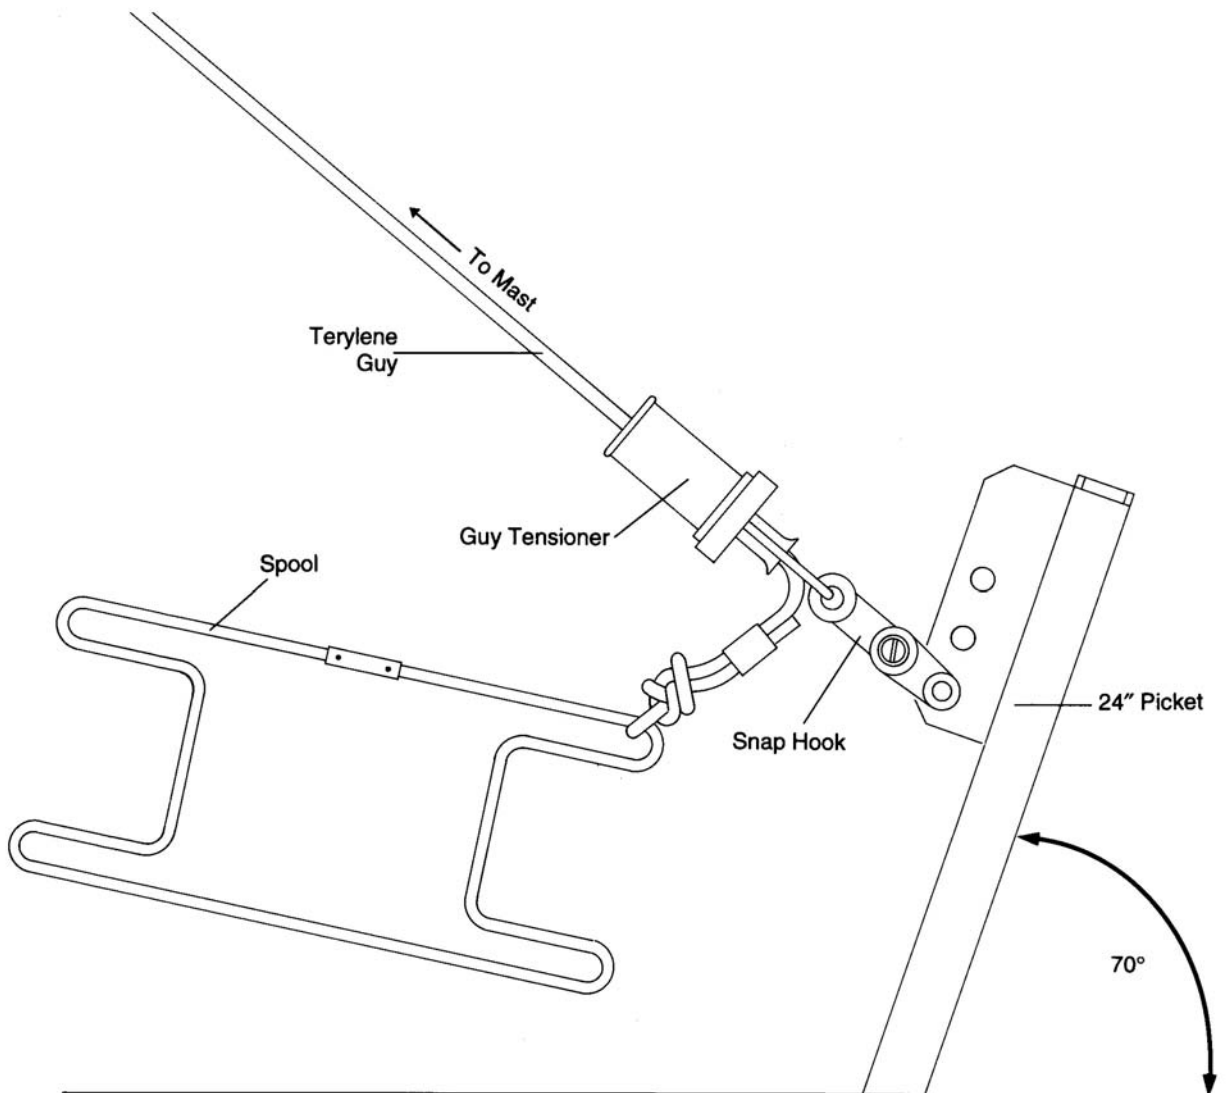 To Mast
Terylene
Guy
Guy Tensioner
Spool
24″ Picket
Snap Hook
70°